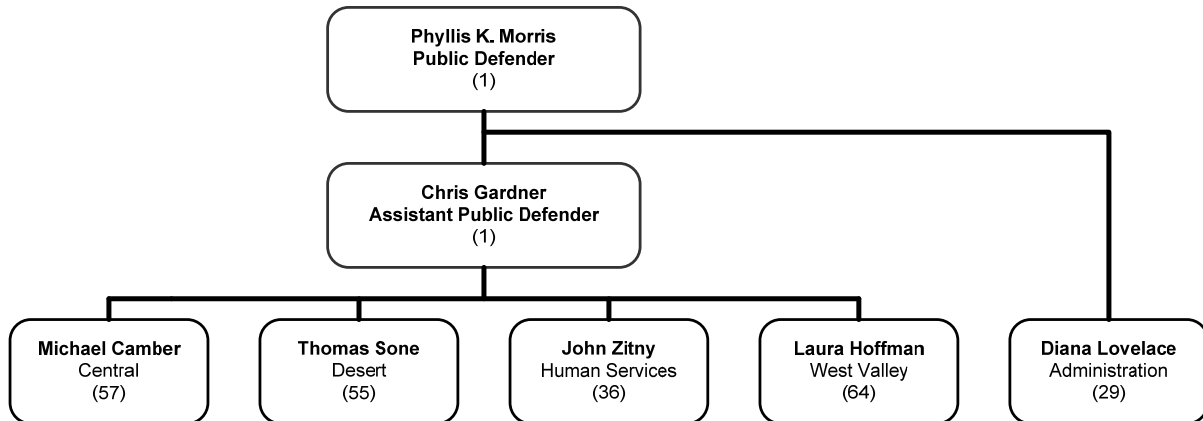 Phyllis K. Morris
Public Defender
(1)
Chris Gardner
Assistant Public Defender
(1)
Michael Camber
Central
(57)
Thomas Sone
Desert
(55)
John Zitny
Human Services
(36)
Laura Hoffman
West Valley
(64)
Diana Lovelace
Administration
(29)